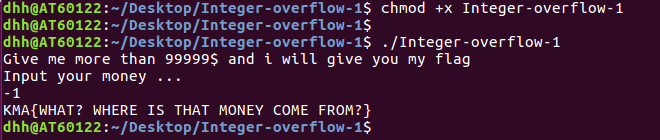 dhh@AT60122:~/Desktop/Integer-overflow-1$ chmod +x Integer-overflow-1
dhh@AT60122:~/Desktop/Integer-overflow-1$
dhh@AT60122:~/Desktop/Integer-overflow-1$ ./Integer-overflow-1
Give me more than 99999$ and i will give you my flag
Input your money ...
-1
KMA{WHAT? WHERE IS THAT MONEY COME FROM?}
dhh@AT60122:~/Desktop/Integer-overflow-1$